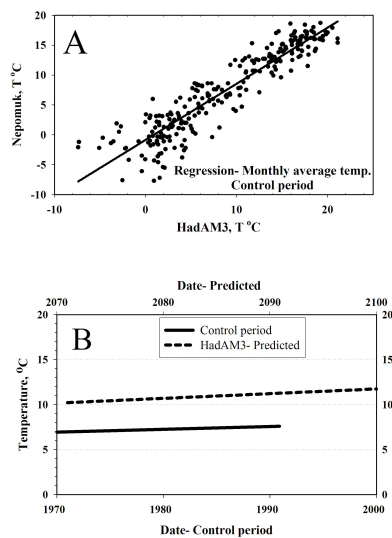 20
15
10
5
0
-5
-10
Nepomuk, T °C
A
Regression- Monthly average temp.
Control period
-10 0 10 20 30
HadAM3, T °C
Date- Predicted
2070 2080 2090 2100
20 20
15 15
10 10
5 5
0 0
Temperature, °C
B
Control period
HadAM3- Predicted
1970 1980 1990 2000
Date- Control period